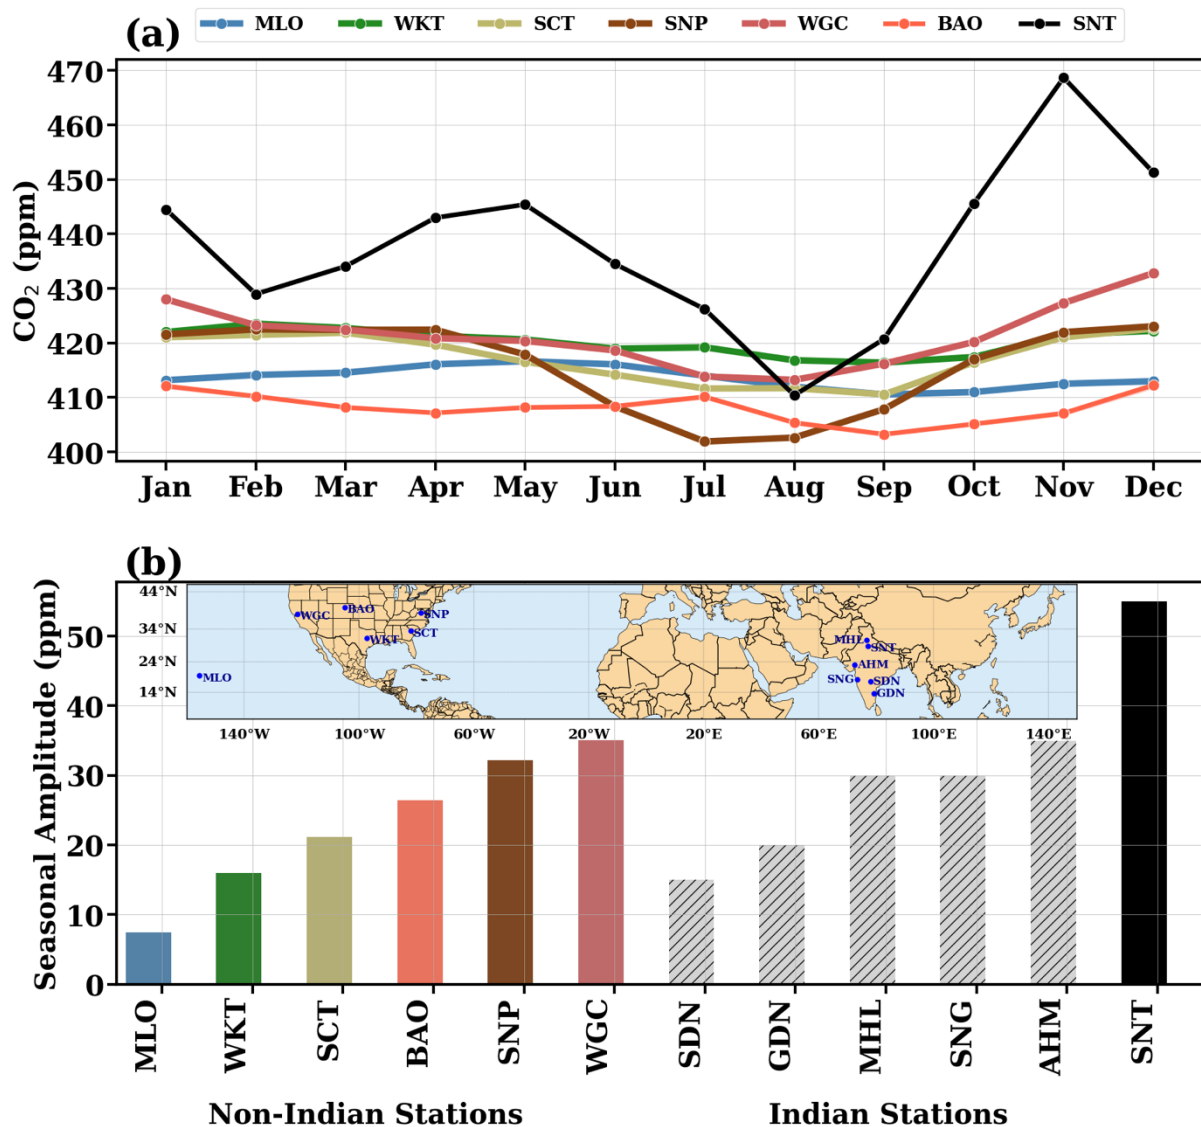 (a)
MLO WKT SCT SNP WGC BAO SNT
CO₂ (ppm)
470
460
450
440
430
420
410
400
Jan Feb Mar Apr May Jun Jul Aug Sep Oct Nov Dec
(b)
Seasonal Amplitude (ppm)
50
40
30
20
10
0
44°N
34°N
24°N
14°N
WGC
BAO
SNP
SCT
WKT
MLO
MHL
SNT
AHM
SNG
SDN
GDN
140°W 100°W 60°W 20°W 20°E 60°E 100°E 140°E
MLO WKT SCT BAO SNP WGC SDN GDN MHL SNG AHM SNT
Non-Indian Stations Indian Stations